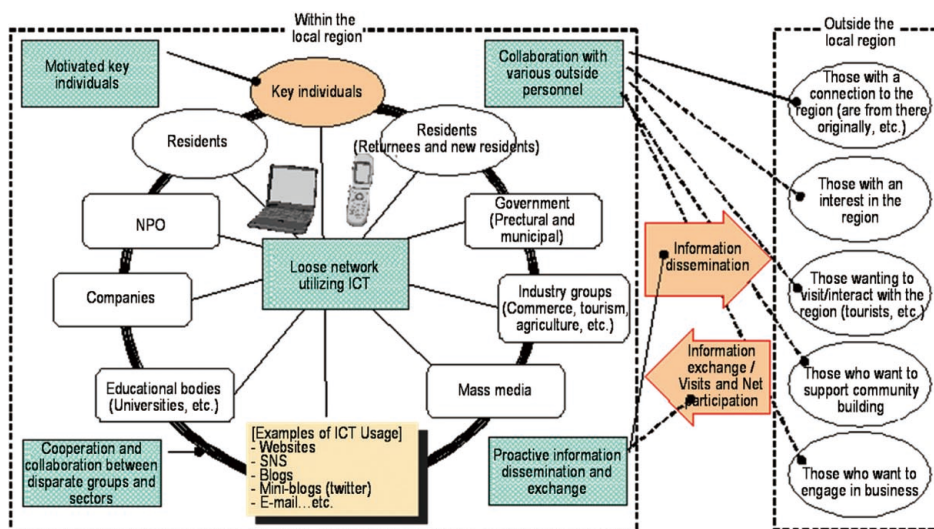 Within the
local region
Outside the
local region
Motivated key
individuals
Key individuals
Collaboration with
various outside
personnel
Those with a
connection to the
region (are from there
originally, etc.)
Residents
Residents
(Returnees and new residents)
Those with an
interest in the
region
NPO
Government
(Prectural and
municipal)
Information
dissemination
Loose network
utilizing ICT
Companies
Industry groups
(Commerce, tourism,
agriculture, etc.)
Those wanting to
visit/interact with the
region (tourists, etc.)
Information
exchange /
Visits and Net
participation
Educational bodies
(Universities, etc.)
Mass media
Those who want to
support community
building
Cooperation and
collaboration between
disparate groups and
sectors
[Examples of ICT Usage]
- Websites
- SNS
- Blogs
- Mini-blogs (twitter)
- E-mail...etc.
Proactive information
dissemination and
exchange
Those who want to
engage in business